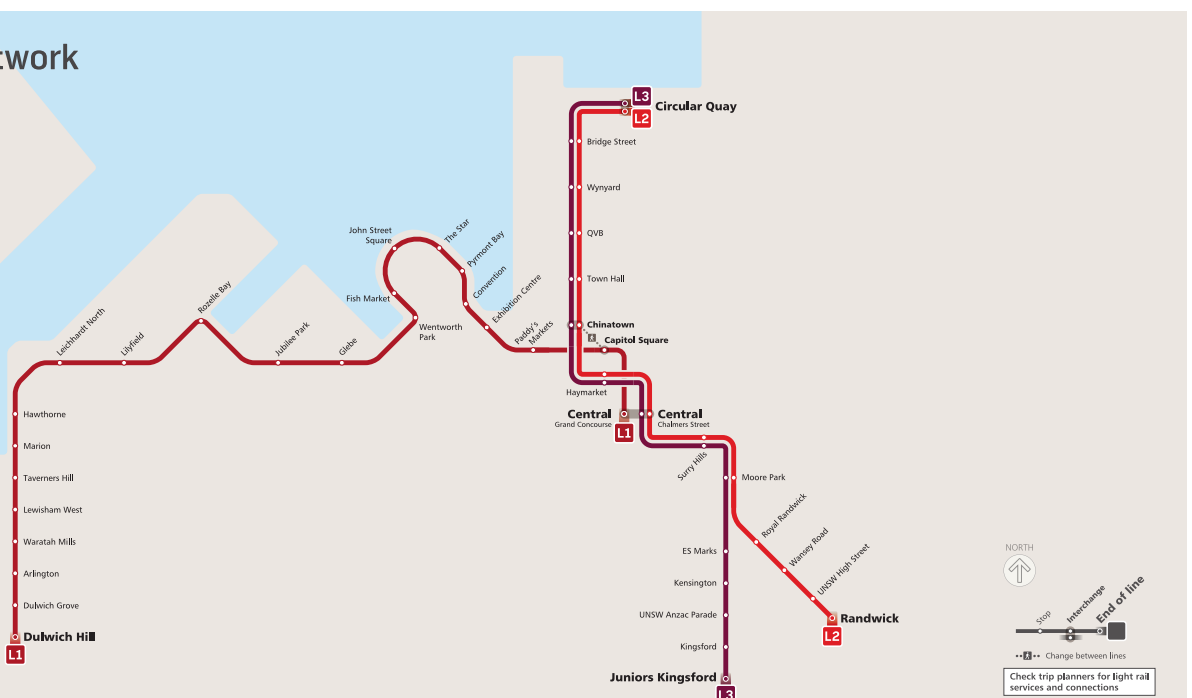 twork
L3
Circular Quay
L2
Bridge Street
Wynyard
QVB
Town Hall
Chinatown
Capitol Square
Haymarket
Central
Grand Concourse
L1
Central
Chalmers Street
Surry Hills
Moore Park
Royal Randwick
Wansey Road
UNSW High Street
Randwick
L2
ES Marks
Kensington
UNSW Anzac Parade
Kingsford
Juniors Kingsford
L3
Paddy's
Markets
Exhibition Centre
Convention
Pyrmont Bay
The Star
John Street
Square
Fish Market
Wentworth
Park
Glebe
Jubilee Park
Rozelle Bay
Lilyfield
Leichhardt North
Hawthorne
Marion
Taverners Hill
Lewisham West
Waratah Mills
Arlington
Dulwich Grove
Dulwich Hill
L1
NORTH
Stop
Interchange
End of line
Change between lines
Check trip planners for light rail
services and connections